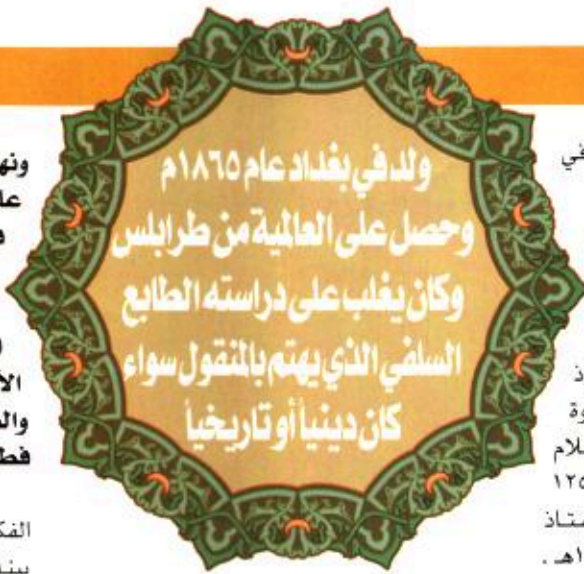 ولد في بغداد عام ١٨٦٥م
وحصل على العالمية من طرابلس
وكان يغلب على دراسته الطابع
السلفي الذي يهتم بالمنقول سواء
كان دينياً أو تاريخياً
في